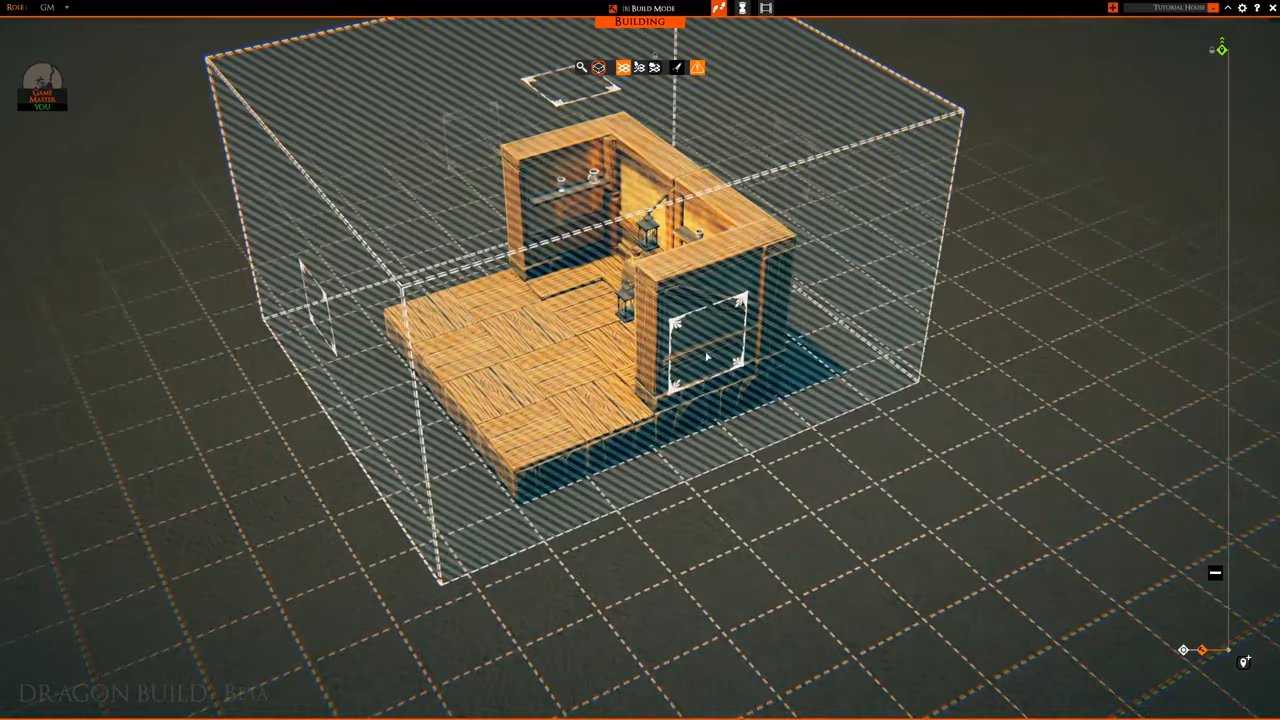 ROLE: GM
[B] BUILD MODE
TUTORIAL HOUSE
BUILDING
GAME
MASTER
YOU
DRAGON BUILD: BETA